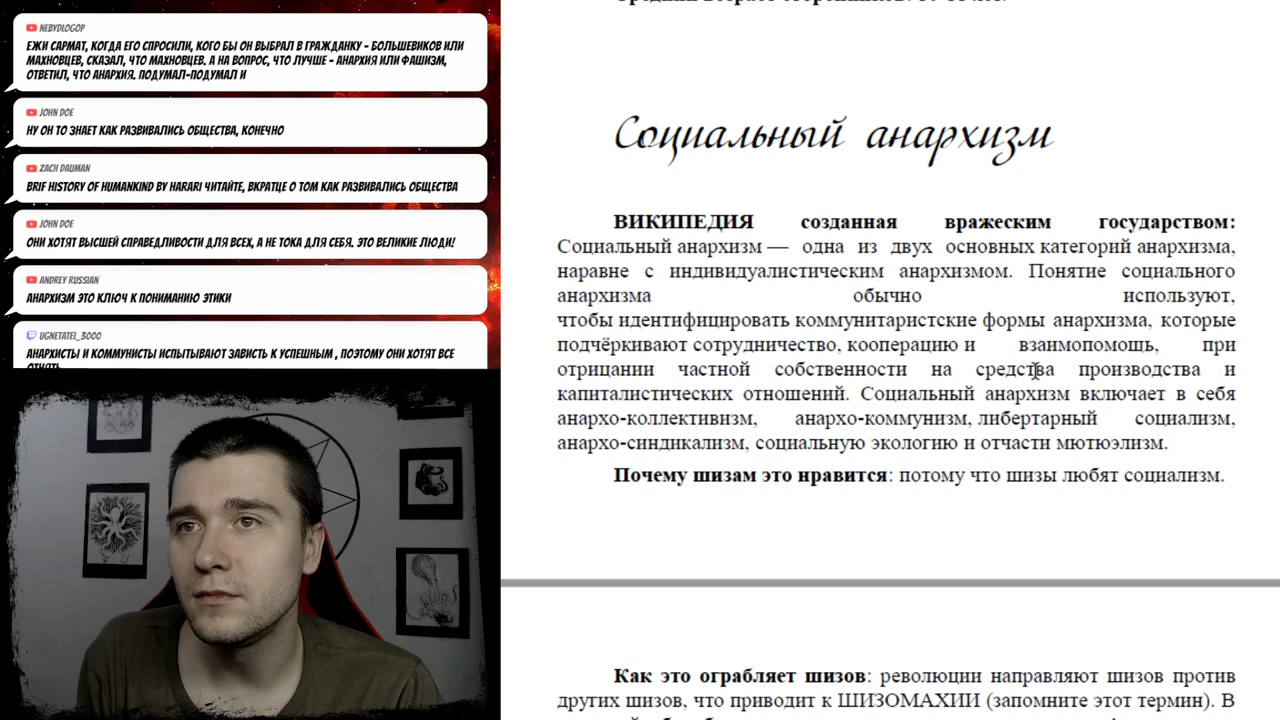 NEBYDLOGOP
ЕЖИ САРМАТ, КОГДА ЕГО СПРОСИЛИ, КОГО БЫ ОН ВЫБРАЛ В ГРАЖДАНКУ - БОЛЬШЕВИКОВ ИЛИ
МАХНОВЦЕВ, СКАЗАЛ, ЧТО МАХНОВЦЕВ. А НА ВОПРОС, ЧТО ЛУЧШЕ - АНАРХИЯ ИЛИ ФАШИЗМ,
ОТВЕТИЛ, ЧТО АНАРХИЯ. ПОДУМАЛ-ПОДУМАЛ И
JOHN DOE
НУ ОН ТО ЗНАЕТ КАК РАЗВИВАЛИСЬ ОБЩЕСТВА, КОНЕЧНО
ZACH DAUMAN
BRIF HISTORY OF HUMANKIND BY HARARI ЧИТАЙТЕ, ВКРАТЦЕ О ТОМ КАК РАЗВИВАЛИСЬ ОБЩЕСТВА
JOHN DOE
ОНИ ХОТЯТ ВЫСШЕЙ СПРАВЕДЛИВОСТИ ДЛЯ ВСЕХ, А НЕ ТОКА ДЛЯ СЕБЯ. ЭТО ВЕЛИКИЕ ЛЮДИ!
ANDREY RUSSIAN
АНАРХИЗМ ЭТО КЛЮЧ К ПОНИМАНИЮ ЭТИКИ
UGNETATEL_3000
АНАРХИСТЫ И КОММУНИСТЫ ИСПЫТЫВАЮТ ЗАВИСТЬ К УСПЕШНЫМ , ПОЭТОМУ ОНИ ХОТЯТ ВСЕ
Социальный анархизм
ВИКИПЕДИЯ созданная вражеским государством:
Социальный анархизм — одна из двух основных категорий анархизма,
наравне с индивидуалистическим анархизмом. Понятие социального
анархизма обычно используют,
чтобы идентифицировать коммунитаристские формы анархизма, которые
подчёркивают сотрудничество, кооперацию и взаимопомощь, при
отрицании частной собственности на средства производства и
капиталистических отношений. Социальный анархизм включает в себя
анархо-коллективизм, анархо-коммунизм, либертарный социализм,
анархо-синдикализм, социальную экологию и отчасти мютюэлизм.
Почему шизам это нравится: потому что шизы любят социализм.
Как это ограбляет шизов: революции направляют шизов против
других шизов, что приводит к ШИЗОМАХИИ (запомните этот термин). В